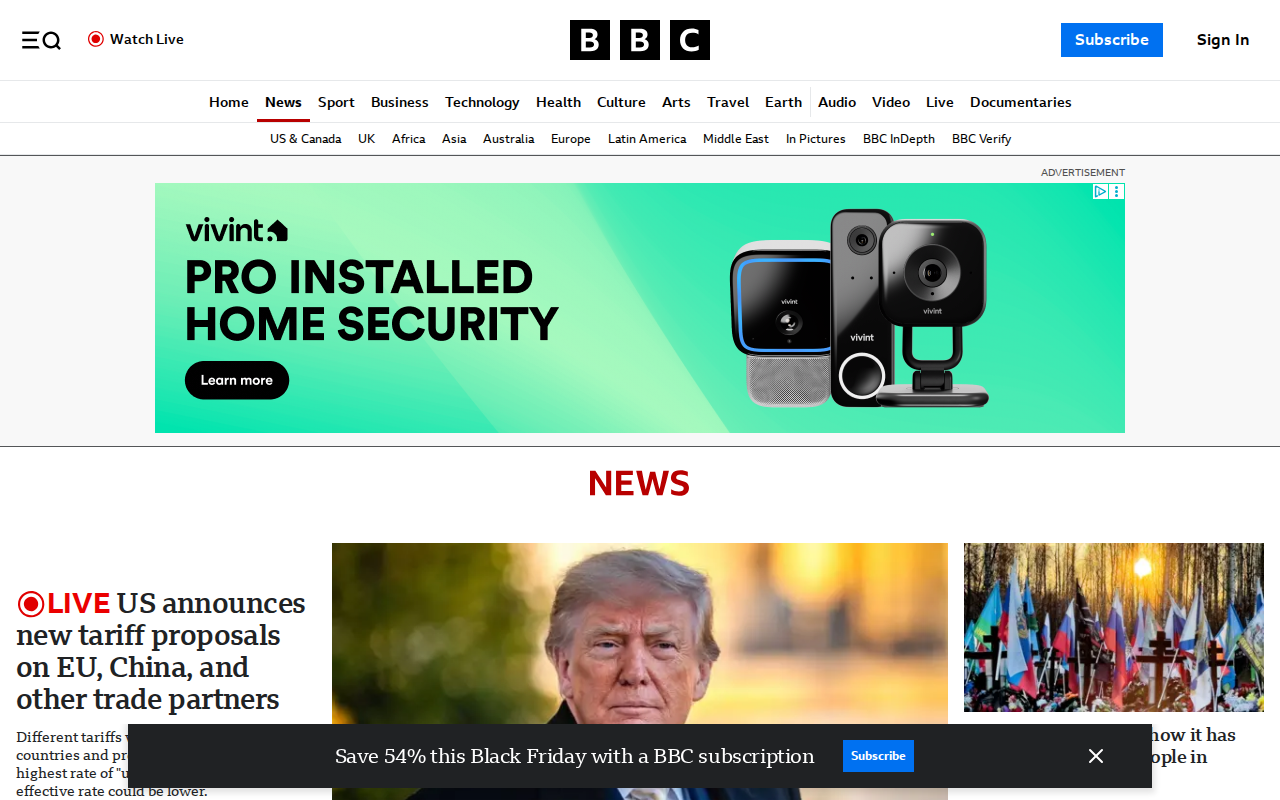 Watch Live
BBC
Subscribe
Sign In
Home News Sport Business Technology Health Culture Arts Travel Earth Audio Video Live Documentaries
US & Canada UK Africa Asia Australia Europe Latin America Middle East In Pictures BBC InDepth BBC Verify
ADVERTISEMENT
vivint
PRO INSTALLED
HOME SECURITY
Learn more
vivint
vivint
vivint
NEWS
LIVE US announces
new tariff proposals
on EU, China, and
other trade partners
Different tariffs
countries and
highest rate of
effective rate could be lower.
how it has
in
Save 54% this Black Friday with a BBC subscription
Subscribe